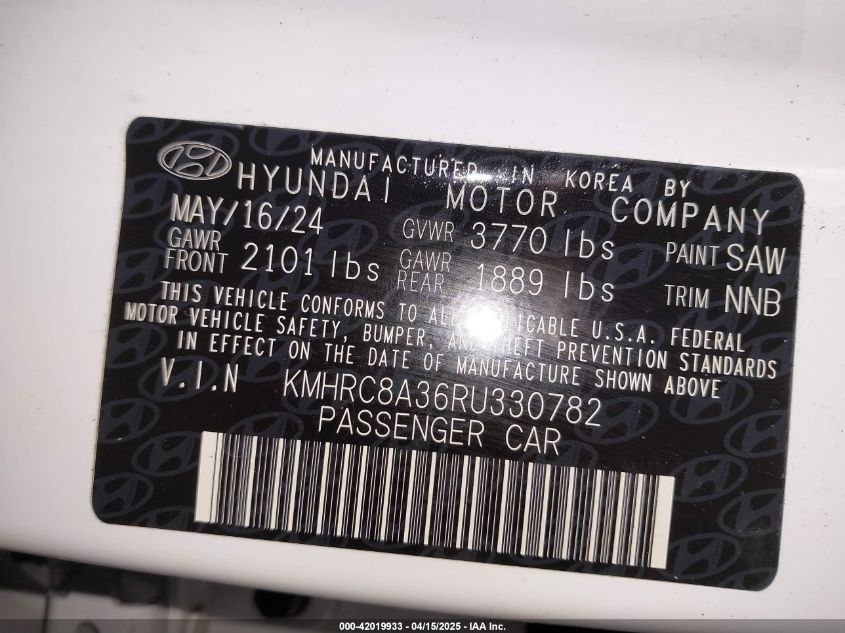 MANUFACTURED IN KOREA BY
HYUNDAI MOTOR COMPANY
MAY/16/24 GVWR 3770 lbs PAINT SAW
GAWR FRONT 2101 lbs GAWR REAR 1889 lbs TRIM NNB
THIS VEHICLE CONFORMS TO ALL APPLICABLE U.S.A. FEDERAL
MOTOR VEHICLE SAFETY, BUMPER, AND THEFT PREVENTION STANDARDS
IN EFFECT ON THE DATE OF MANUFACTURE SHOWN ABOVE
V.I.N KMHRC8A36RU330782
PASSENGER CAR
000-42019933 - 04/15/2025 - IAA Inc.